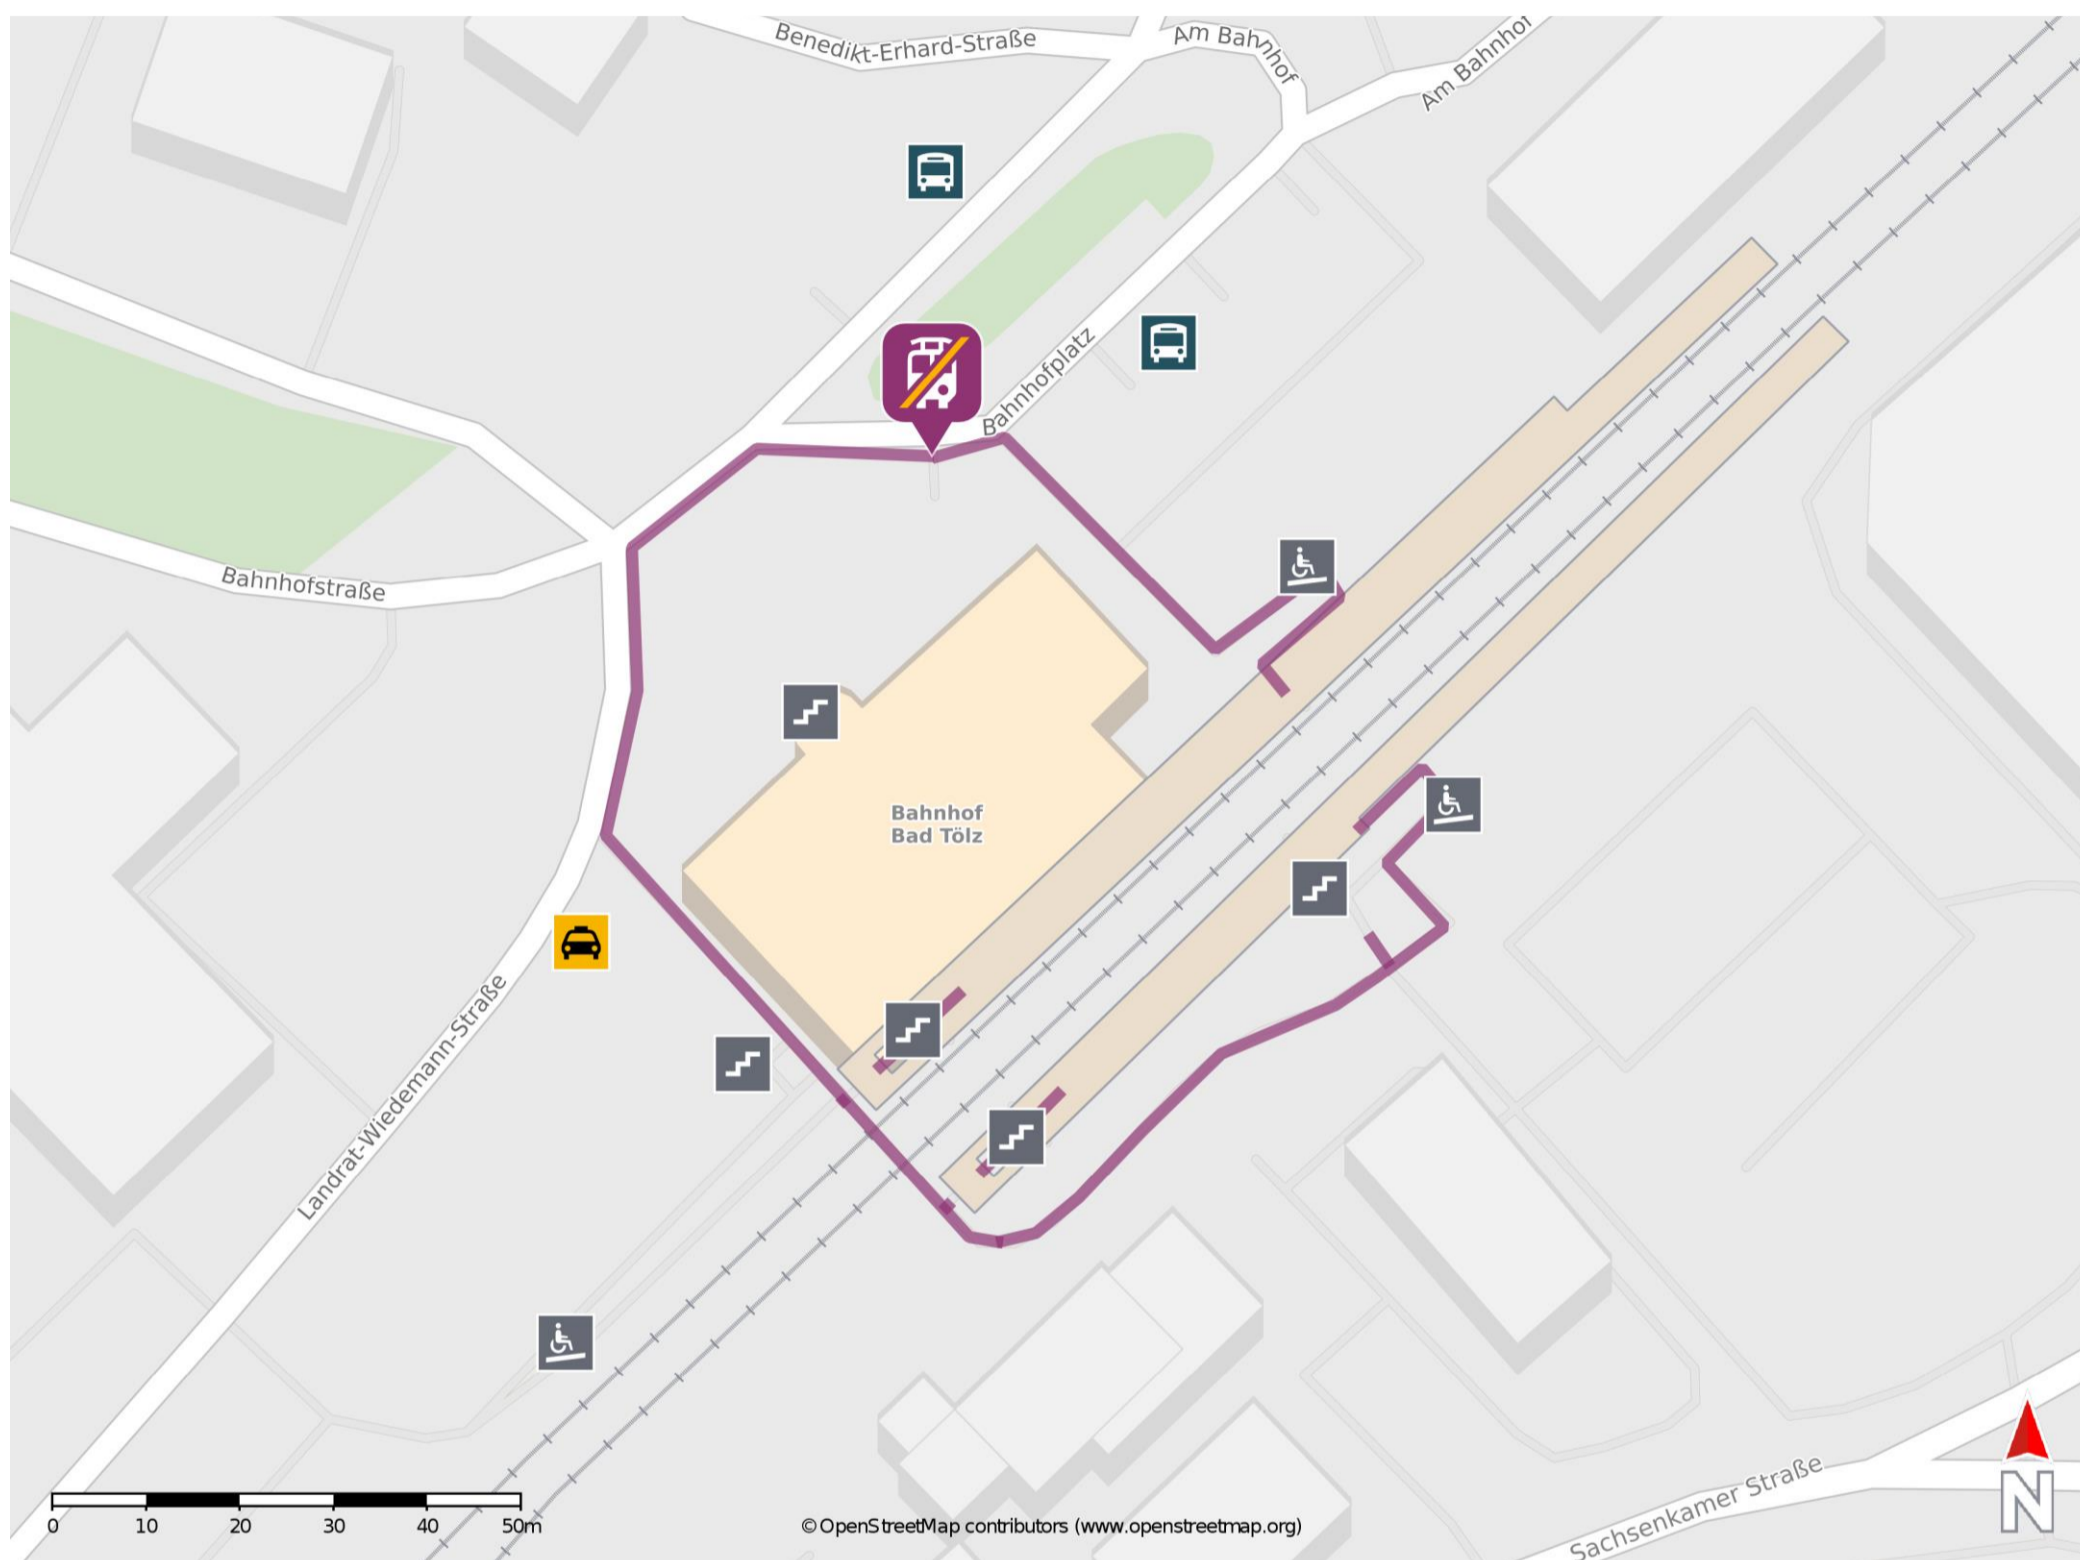 Benedikt-Erhard-Straße
Am Bahnhof
Am Bahnhof
Bahnhofplatz
Bahnhofstraße
Bahnhof
Bad Tölz
Landrat-Wiedemann-Straße
Sachsenkamer Straße
N
0 10 20 30 40 50m
©OpenStreetMap contributors (www.openstreetmap.org)